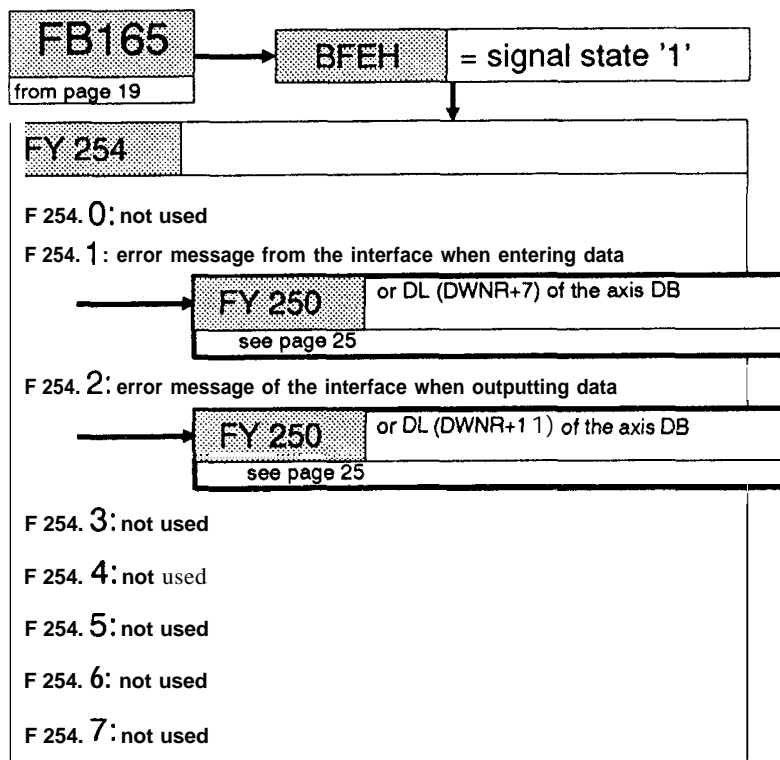 FB165
from page 19
BFEH = signal state '1'
FY 254
F 254. 0: not used
F 254. 1: error message from the interface when entering data
FY 250 or DL (DWNR+7) of the axis DB
see page 25
F 254. 2: error message of the interface when outputting data
FY 250 or DL (DWNR+1 1) of the axis DB
see page 25
F 254. 3: not used
F 254. 4: not used
F 254. 5: not used
F 254. 6: not used
F 254. 7: not used